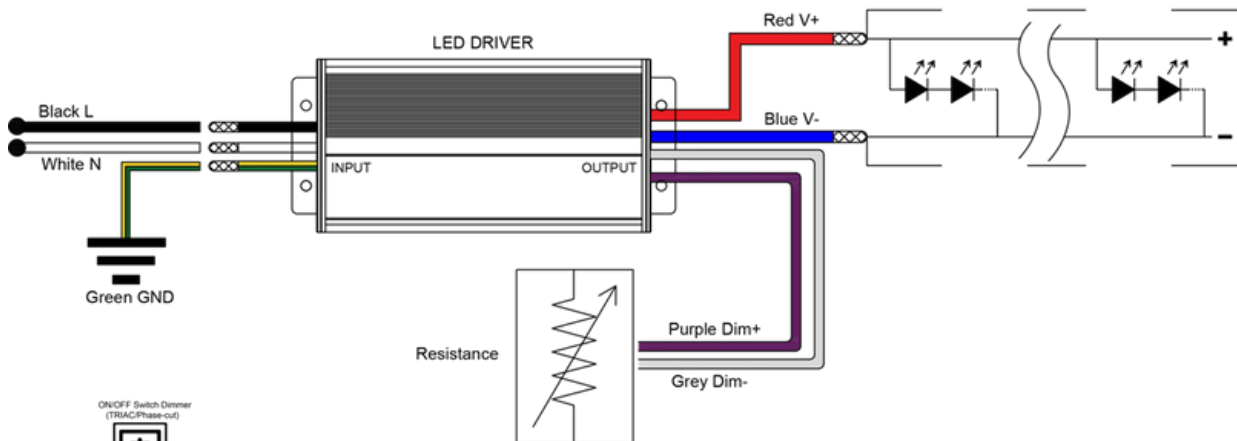 Red V+
LED DRIVER
+
Black L
Blue V-
-
White N
INPUT
OUTPUT
Green GND
Purple Dim+
Resistance
Grey Dim-
ON/OFF Switch Dimmer
(TRIAC/Phase-cut)